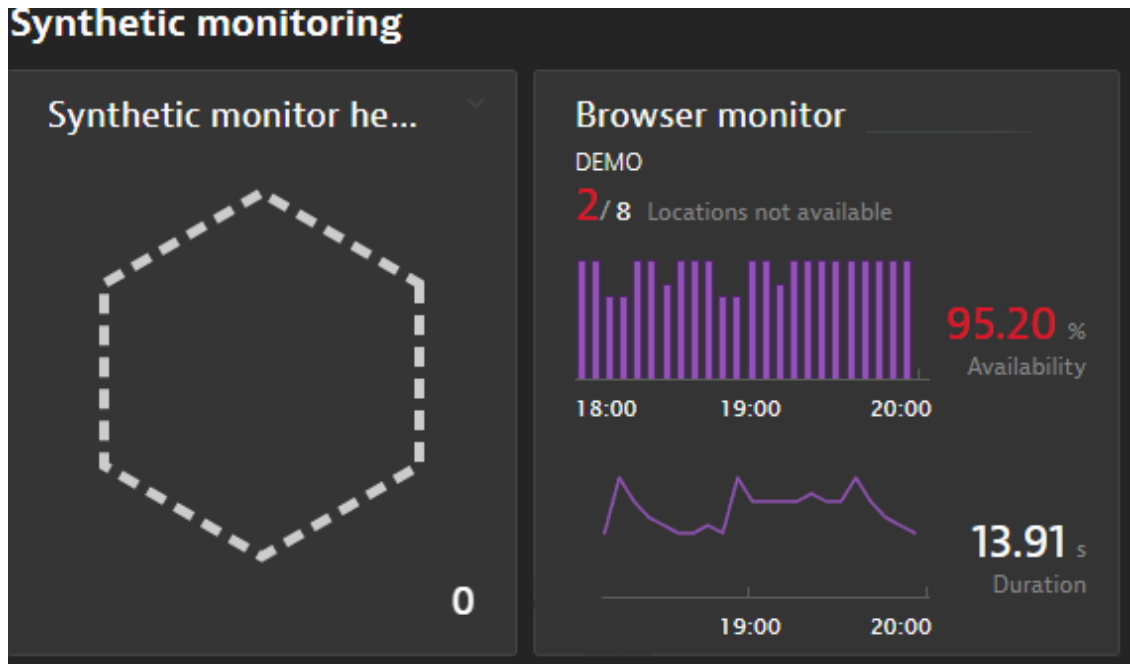 Synthetic monitoring
Synthetic monitor he...
0
Browser monitor
DEMO
2/ 8 Locations not available
95.20 %
Availability
18:00 19:00 20:00
13.91 s
Duration
19:00 20:00